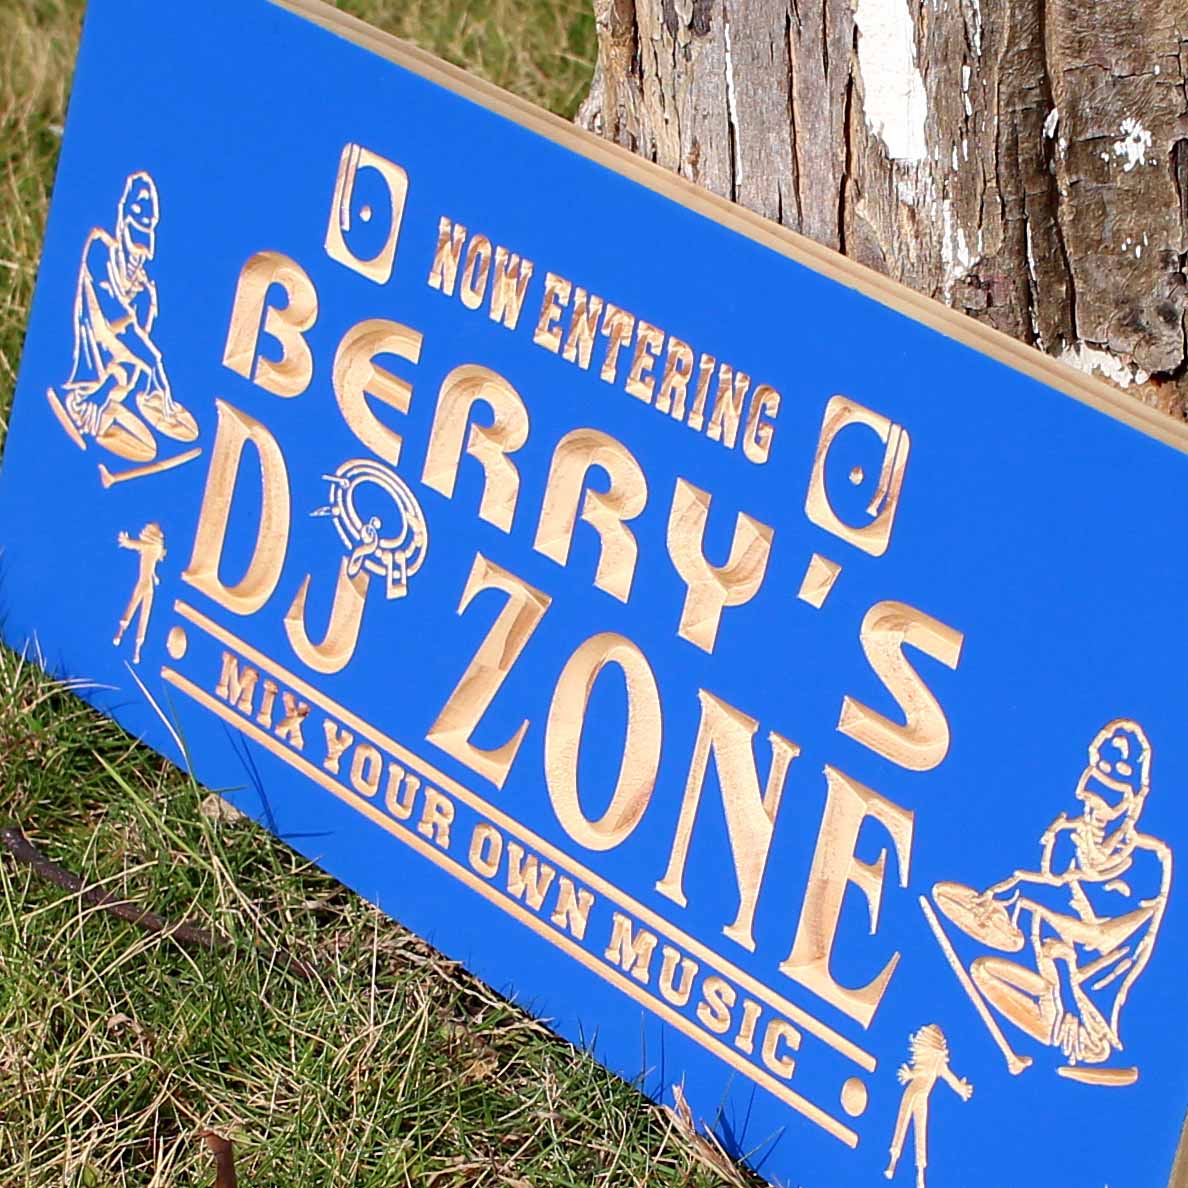 NOW ENTERING
BERRY'S
DJ ZONE
MIX YOUR OWN MUSIC